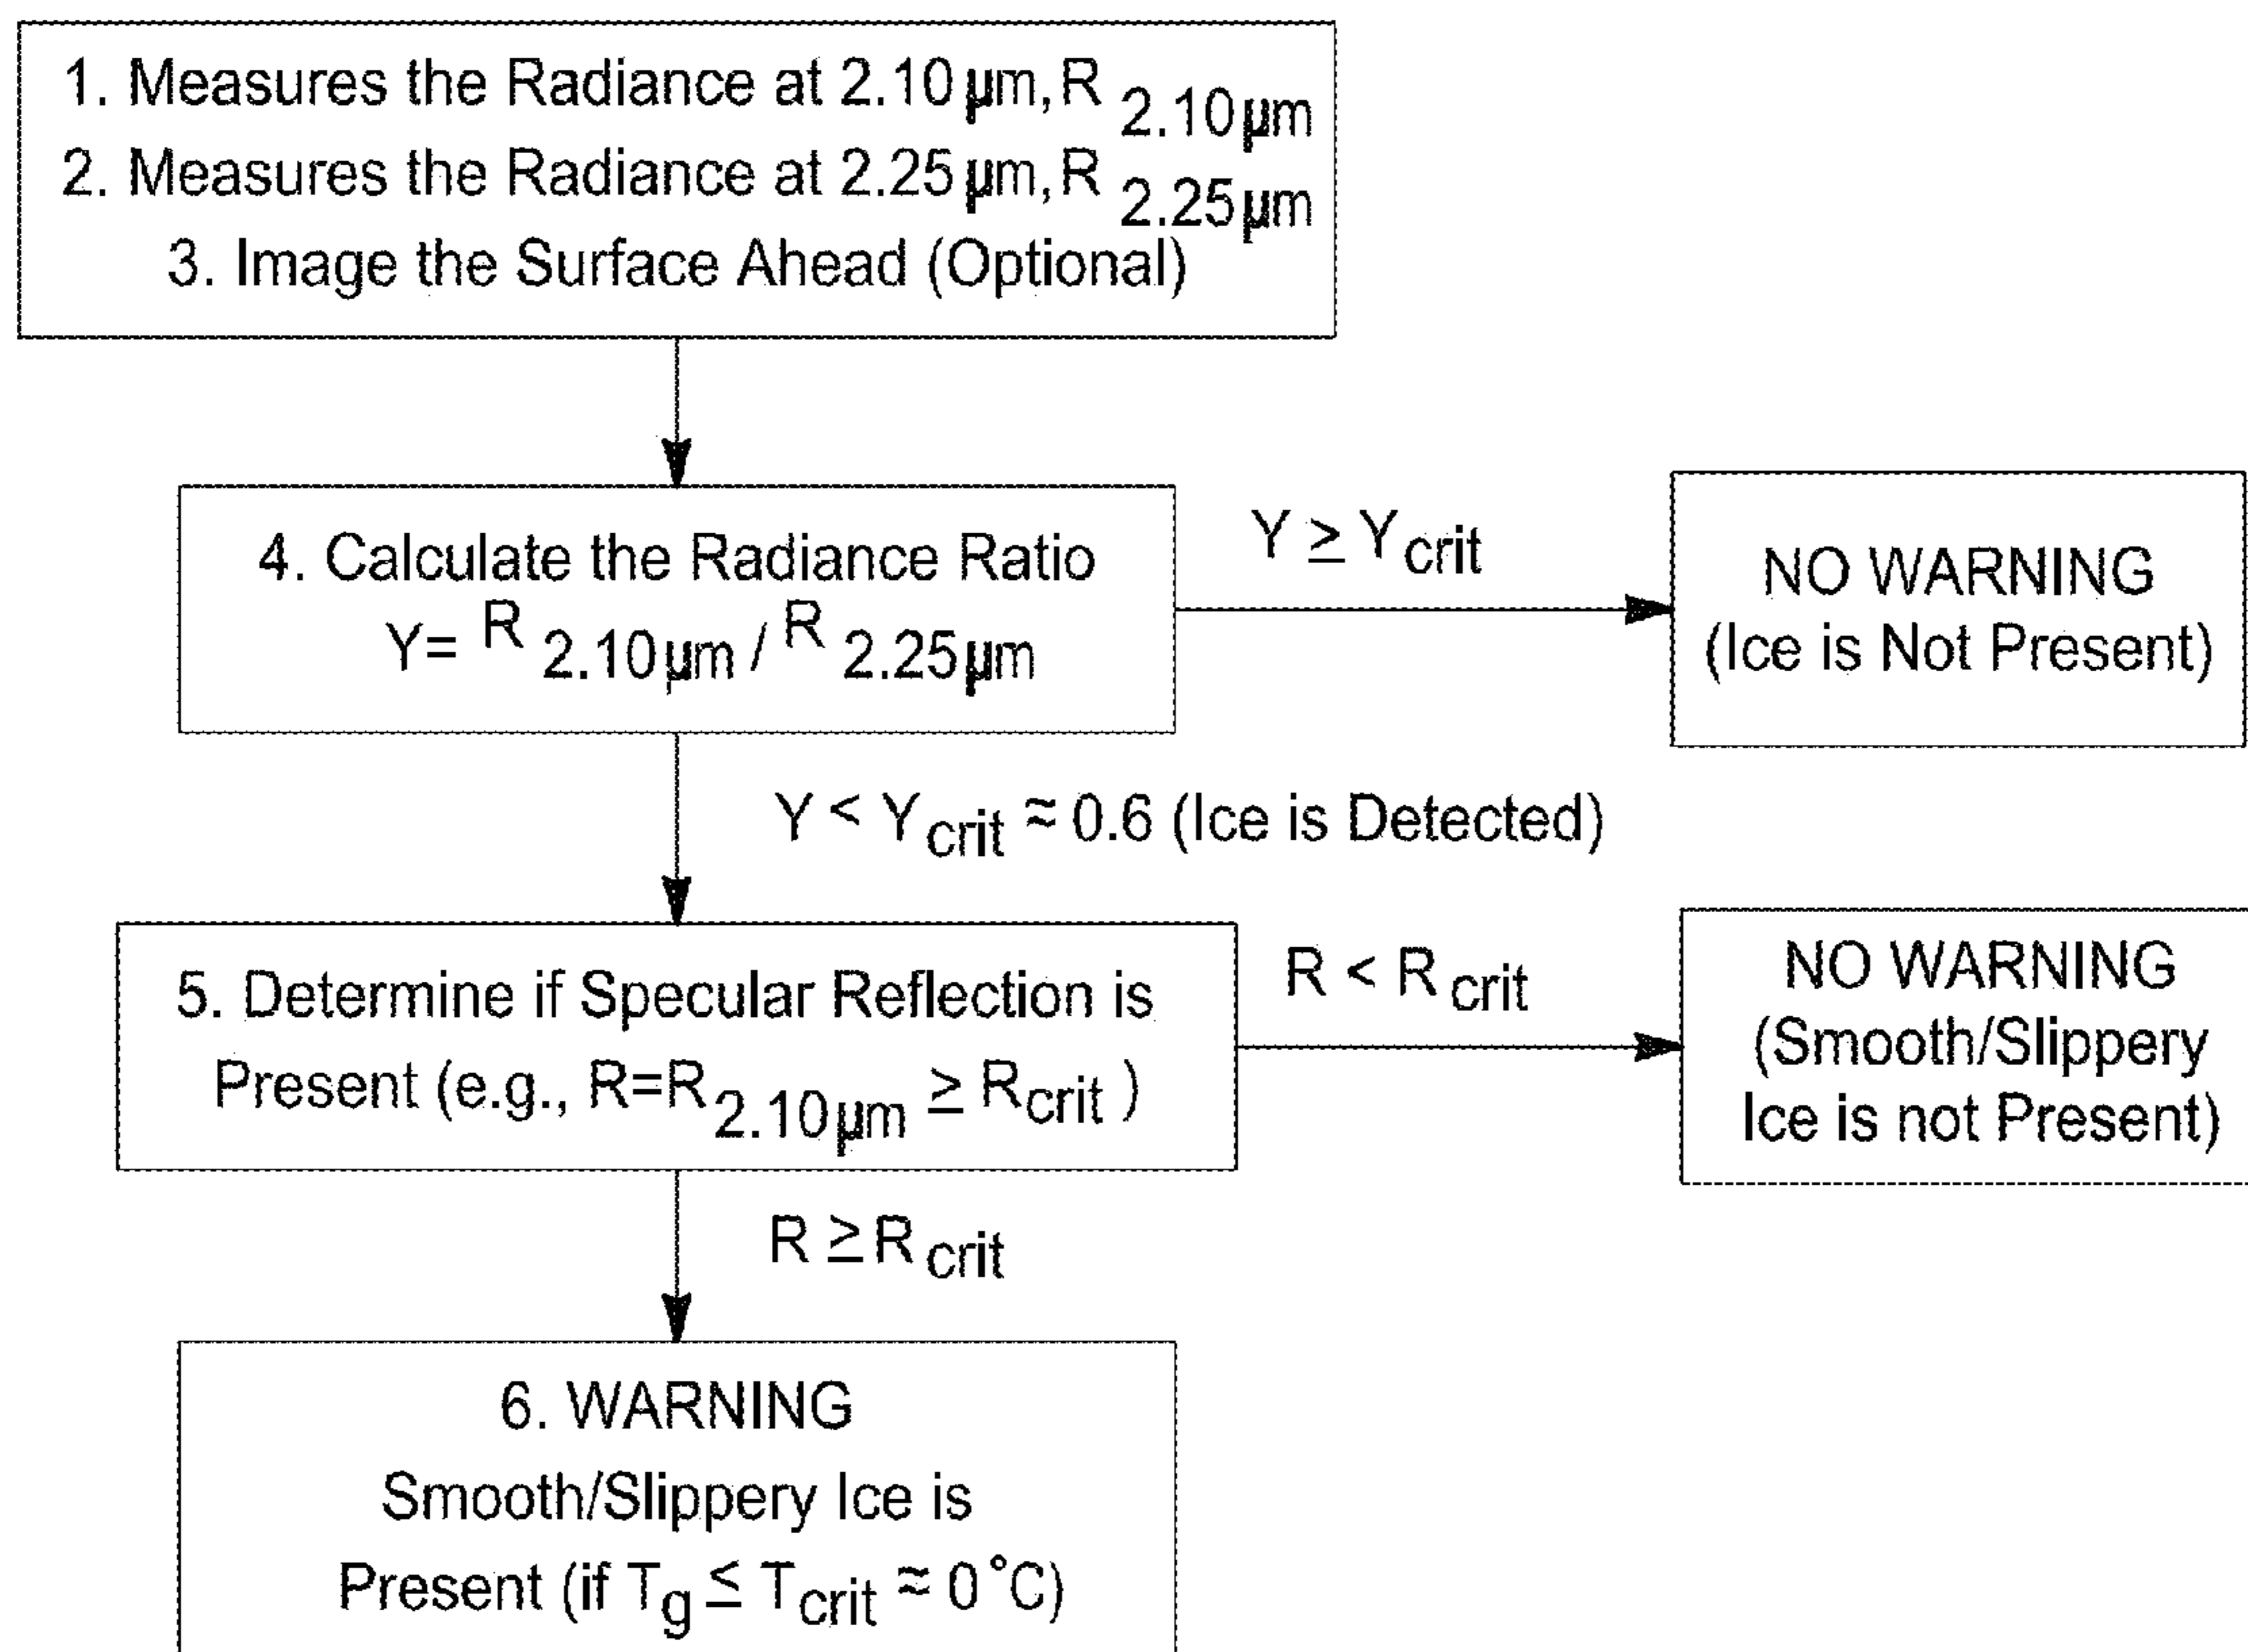 1. Measures the Radiance at 2.10 µm, R 2.10 µm
2. Measures the Radiance at 2.25 µm, R 2.25 µm
3. Image the Surface Ahead (Optional)
4. Calculate the Radiance Ratio
Y= R 2.10 µm / R 2.25 µm
Y ≥ Ycrit
NO WARNING
(Ice is Not Present)
Y < Ycrit ≈ 0.6 (Ice is Detected)
5. Determine if Specular Reflection is
Present (e.g., R=R 2.10 µm ≥ Rcrit )
R < Rcrit
NO WARNING
(Smooth/Slippery
Ice is not Present)
R ≥ Rcrit
6. WARNING
Smooth/Slippery Ice is
Present (if Tg ≤ Tcrit ≈ 0°C)